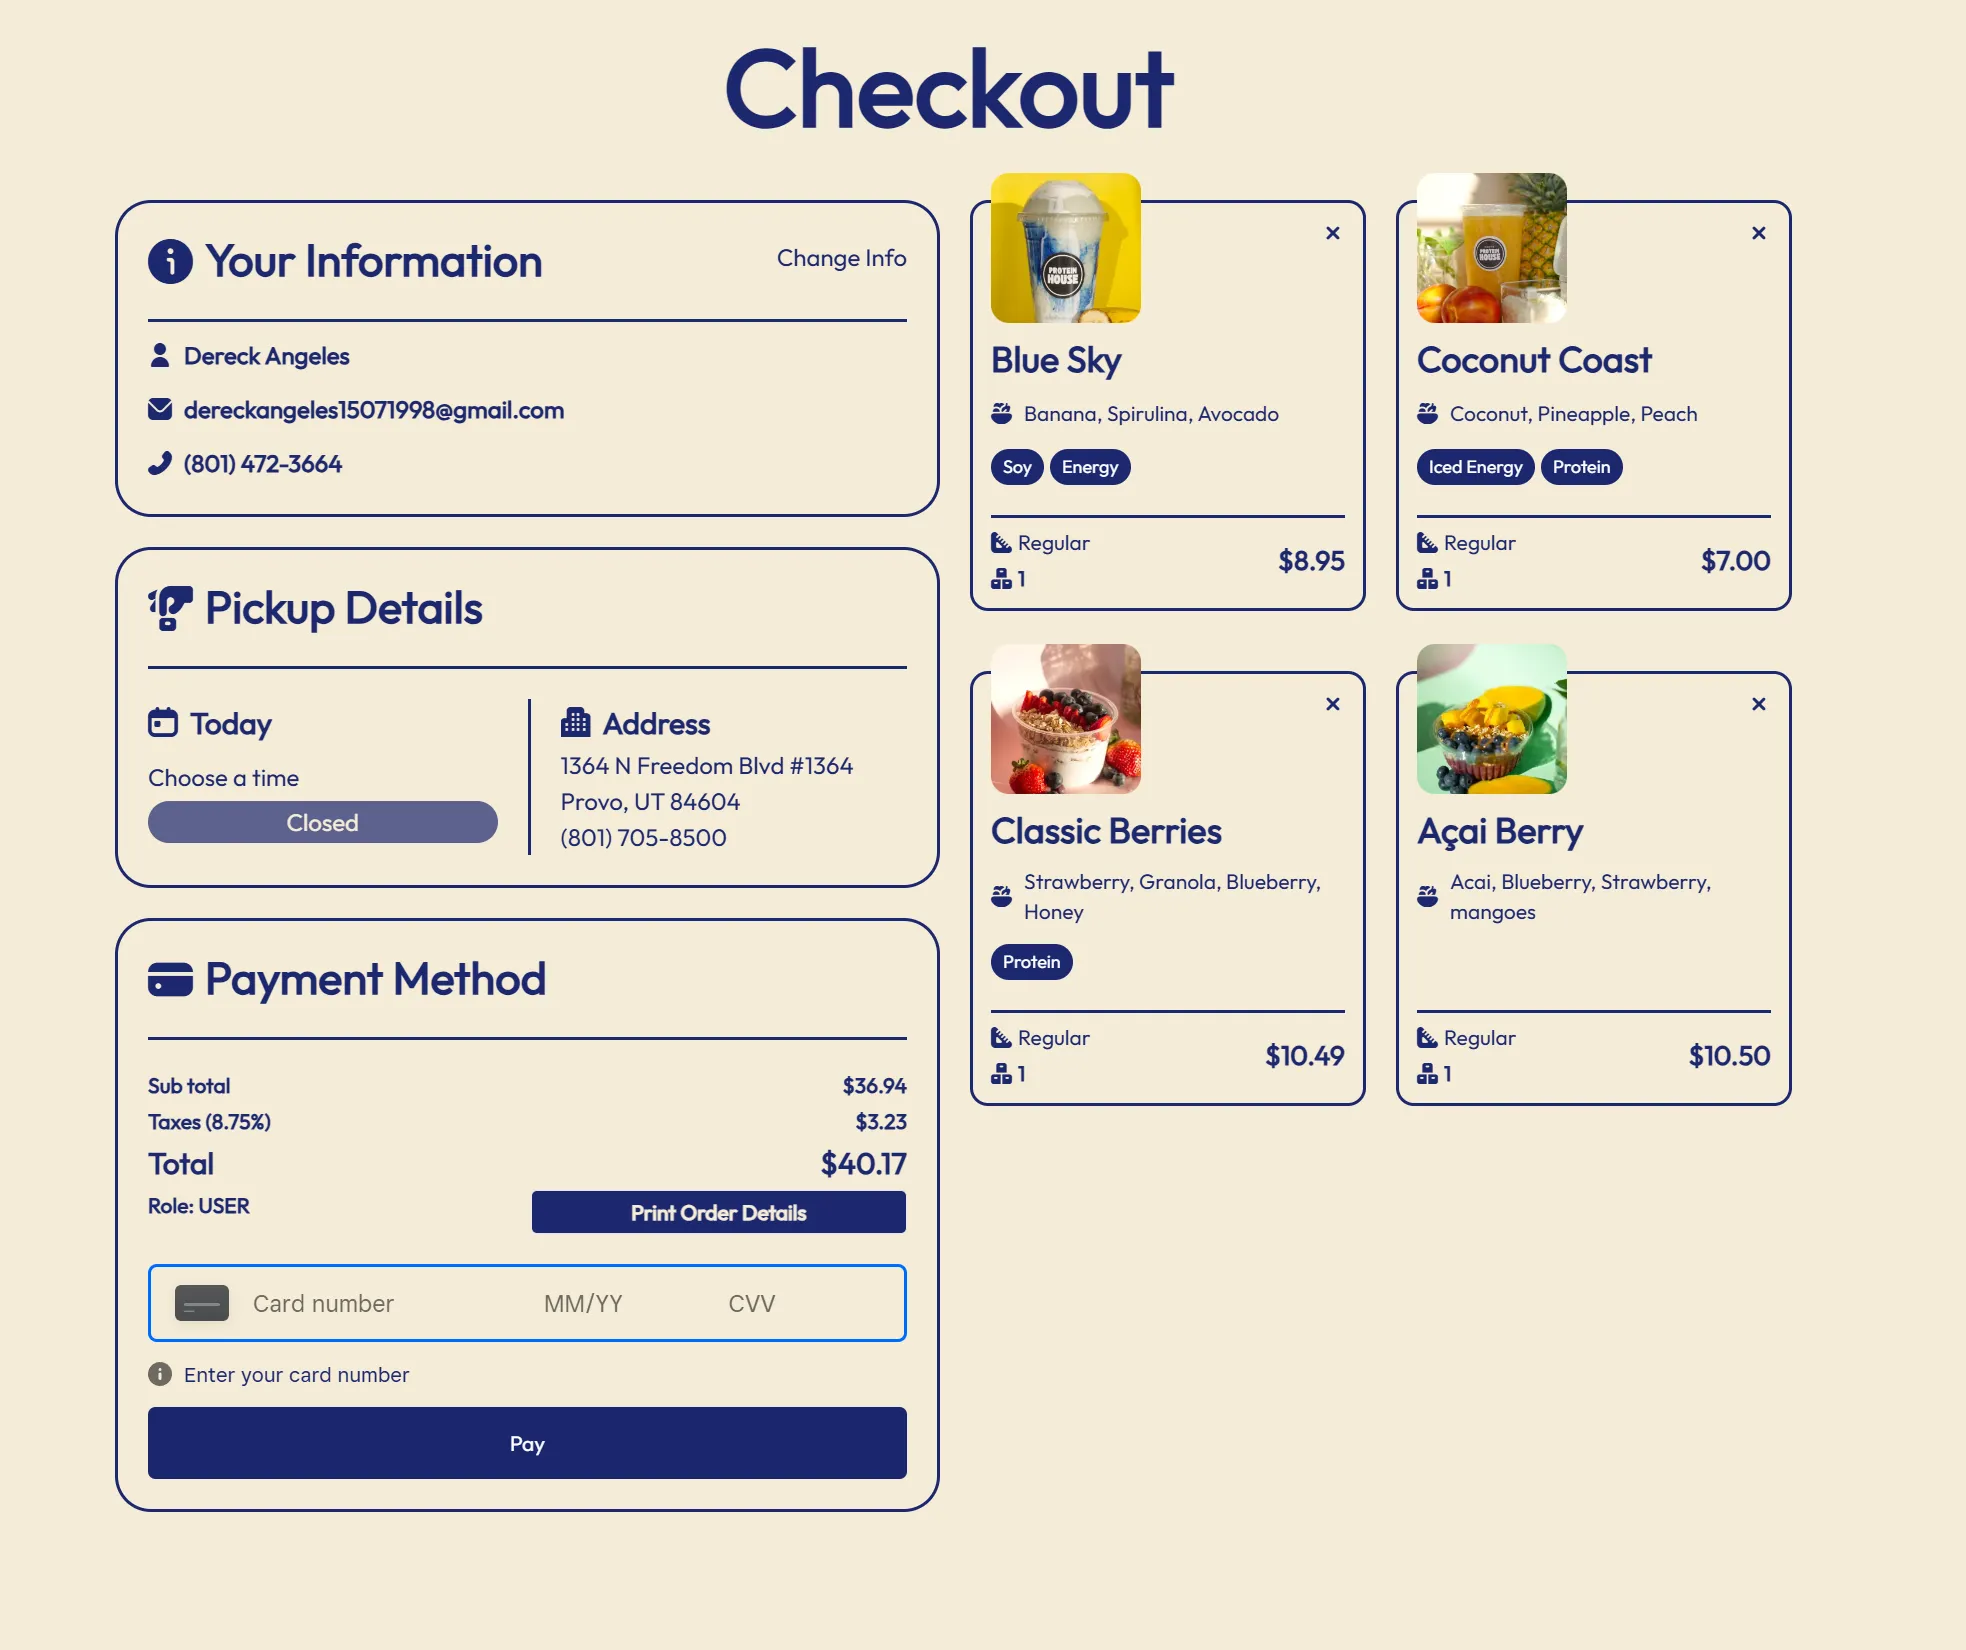 Checkout
Your Information
Change Info
Dereck Angeles
dereckangeles15071998@gmail.com
(801) 472-3664
Pickup Details
Today
Choose a time
Closed
Address
1364 N Freedom Blvd #1364
Provo, UT 84604
(801) 705-8500
Payment Method
Sub total $36.94
Taxes (8.75%) $3.23
Total $40.17
Role: USER
Print Order Details
Card number MM/YY CVV
Enter your card number
Pay
PROTEIN
HOUSE
Blue Sky
Banana, Spirulina, Avocado
Soy Energy
Regular
1
$8.95
PROTEIN
HOUSE
Coconut Coast
Coconut, Pineapple, Peach
Iced Energy Protein
Regular
1
$7.00
Classic Berries
Strawberry, Granola, Blueberry,
Honey
Protein
Regular
1
$10.49
Açai Berry
Acai, Blueberry, Strawberry,
mangoes
Regular
1
$10.50